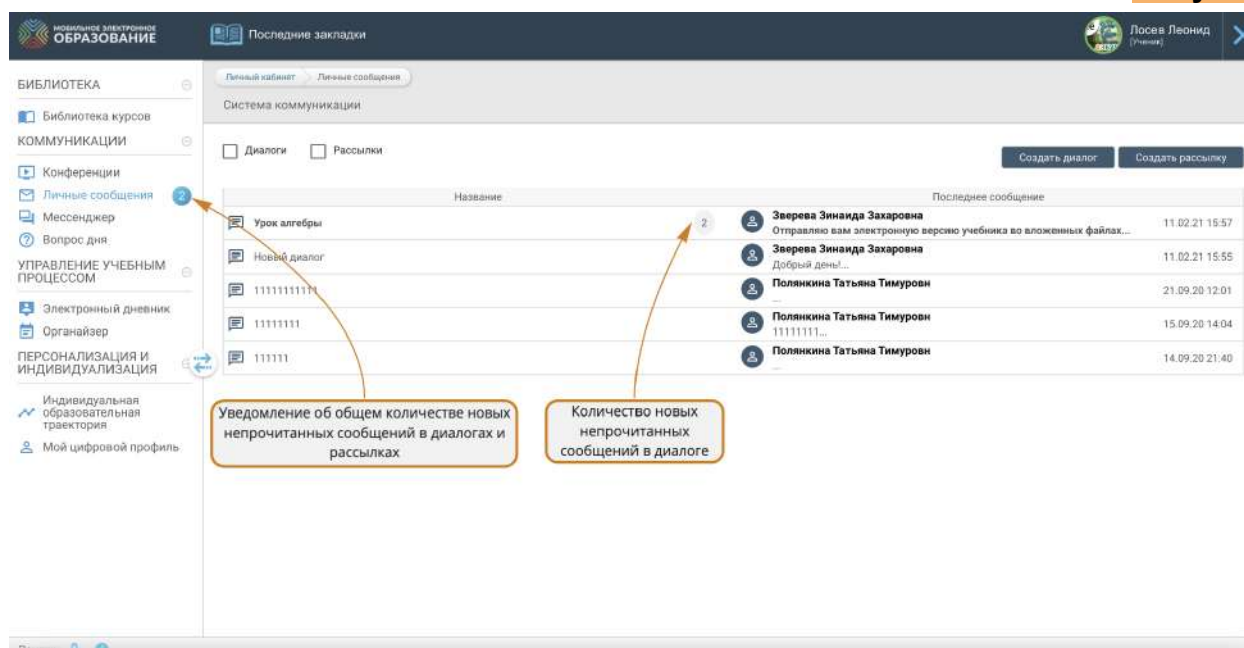 МОБИЛЬНОЕ ЭЛЕКТРОННОЕ
ОБРАЗОВАНИЕ
Последние закладки
Лосев Леонид
(Ученик)
БИБЛИОТЕКА
Библиотека курсов
КОММУНИКАЦИИ
Конференции
Личные сообщения 2
Мессенджер
Вопрос дня
УПРАВЛЕНИЕ УЧЕБНЫМ
ПРОЦЕССОМ
Электронный дневник
Органайзер
ПЕРСОНАЛИЗАЦИЯ И
ИНДИВИДУАЛИЗАЦИЯ
Индивидуальная
образовательная
траектория
Мой цифровой профиль
Личный кабинет Личные сообщения
Система коммуникации
Диалоги Рассылки
Создать диалог Создать рассылку
Название Последнее сообщение
Урок алгебры 2 Зверева Зинаида Захаровна 11.02.21 15:57
Отправляю вам электронную версию учебника во вложенных файлах...
Новый диалог Зверева Зинаида Захаровна 11.02.21 15:55
Добрый день!...
11111111111 Полянкина Татьяна Тимуровн 21.09.20 12:01
...
11111111 Полянкина Татьяна Тимуровн 15.09.20 14:04
11111111...
111111 Полянкина Татьяна Тимуровн 14.09.20 21:40
...
Уведомление об общем количестве новых
непрочитанных сообщений в диалогах и
рассылках
Количество новых
непрочитанных
сообщений в диалоге